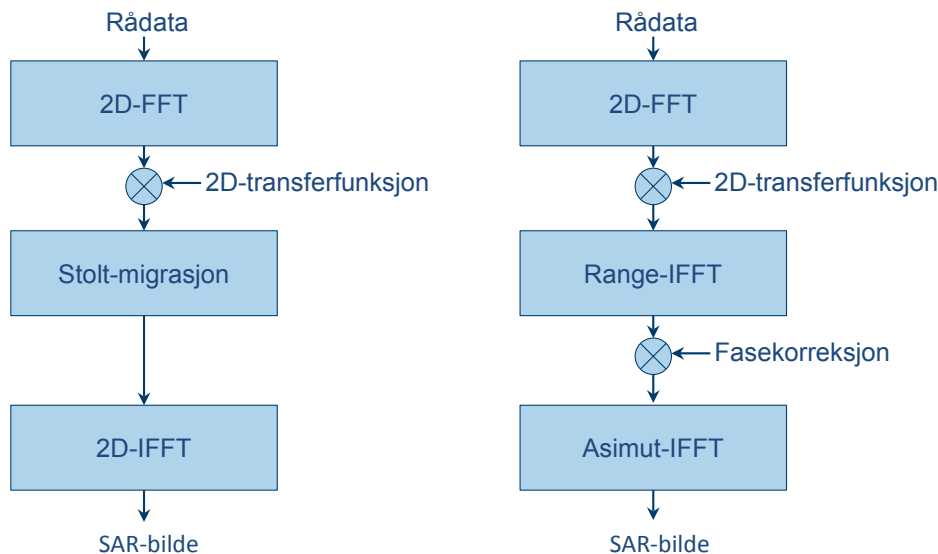 Rådata
2D-FFT
2D-transferfunksjon
Stolt-migrasjon
2D-IFFT
SAR-bilde
Rådata
2D-FFT
2D-transferfunksjon
Range-IFFT
Fasekorreksjon
Asimut-IFFT
SAR-bilde